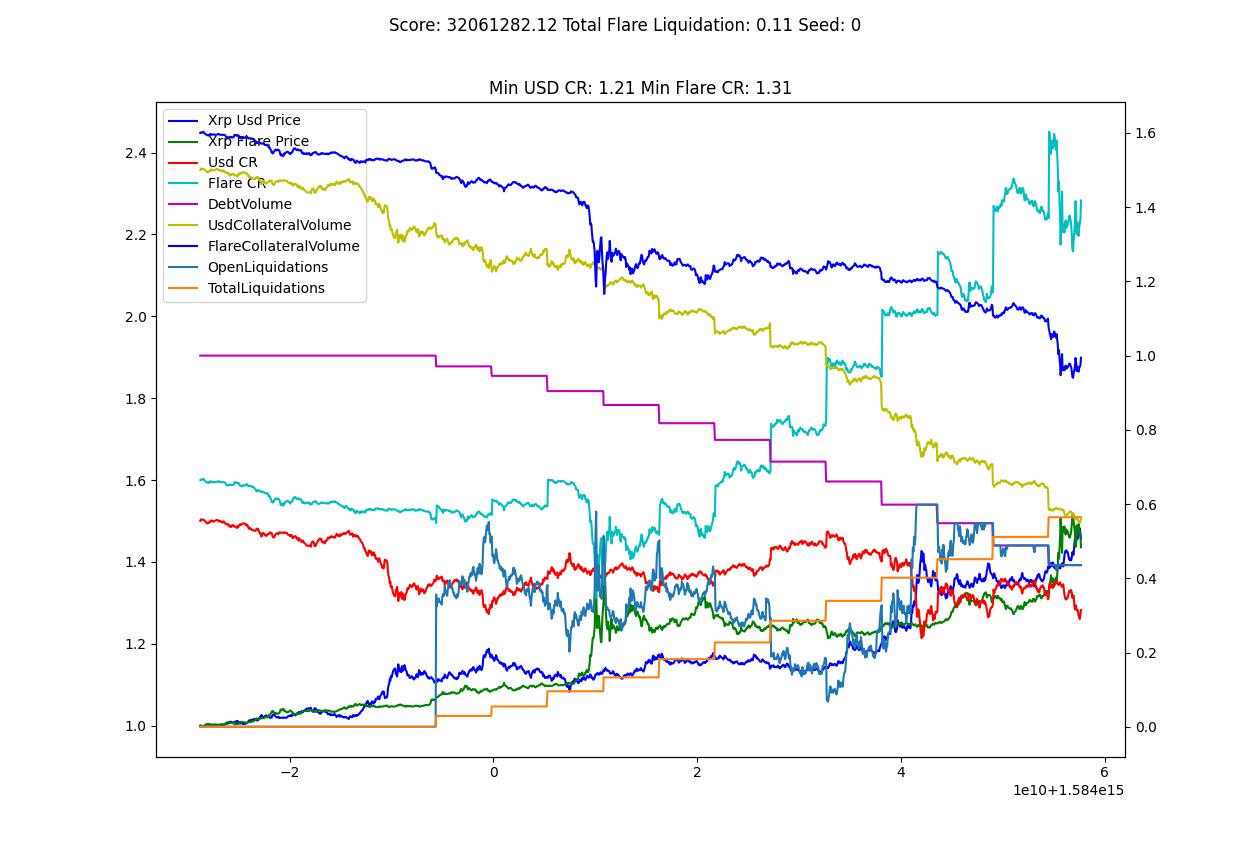 Score: 32061282.12 Total Flare Liquidation: 0.11 Seed: 0
Min USD CR: 1.21 Min Flare CR: 1.31
Xrp Usd Price
Xrp Flare Price
Usd CR
Flare CR
DebtVolume
UsdCollateralVolume
FlareCollateralVolume
OpenLiquidations
TotalLiquidations
2.4
2.2
2.0
1.8
1.6
1.4
1.2
1.0
1.6
1.4
1.2
1.0
0.8
0.6
0.4
0.2
0.0
−2 0 2 4 6
1e10+1.584e15